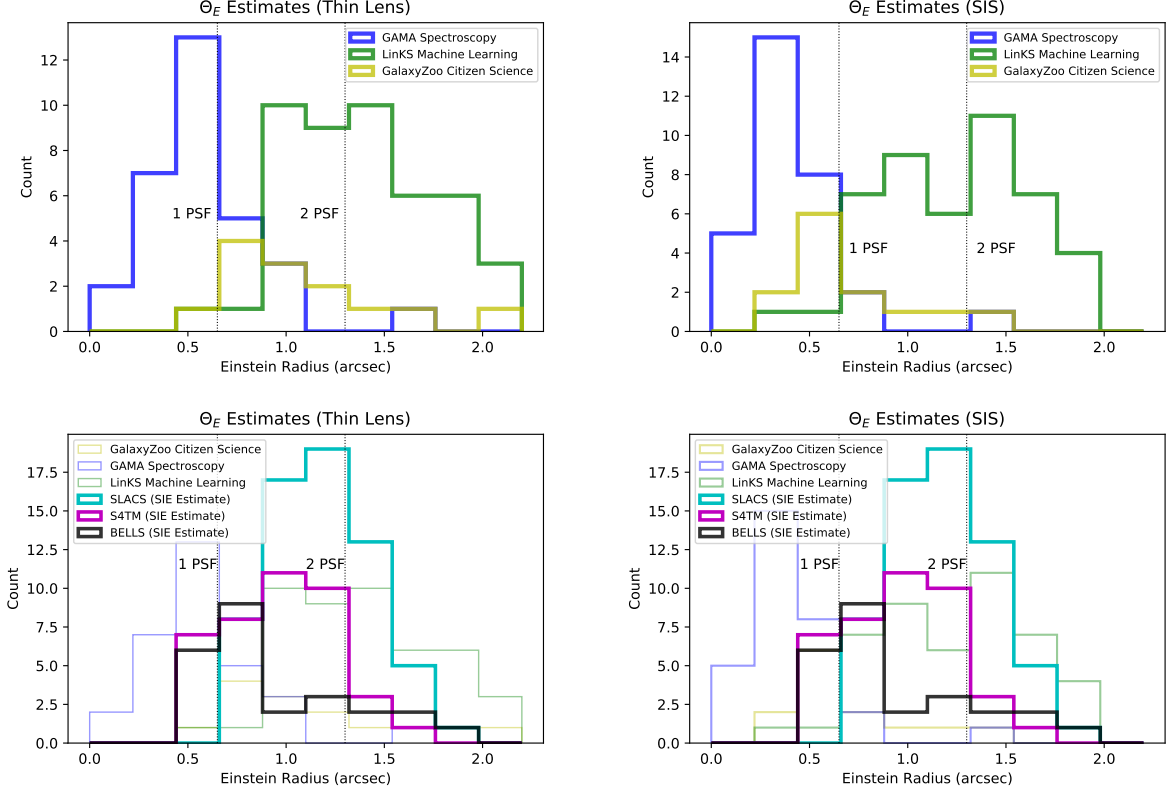 Θ_E Estimates (Thin Lens)
GAMA Spectroscopy
LinKS Machine Learning
GalaxyZoo Citizen Science
12
10
8
6
4
2
0
Count
1 PSF
2 PSF
0.0 0.5 1.0 1.5 2.0
Einstein Radius (arcsec)
Θ_E Estimates (SIS)
GAMA Spectroscopy
LinKS Machine Learning
GalaxyZoo Citizen Science
14
12
10
8
6
4
2
0
Count
1 PSF
2 PSF
0.0 0.5 1.0 1.5 2.0
Einstein Radius (arcsec)
Θ_E Estimates (Thin Lens)
GalaxyZoo Citizen Science
GAMA Spectroscopy
LinKS Machine Learning
SLACS (SIE Estimate)
S4TM (SIE Estimate)
BELLS (SIE Estimate)
17.5
15.0
12.5
10.0
7.5
5.0
2.5
0.0
Count
1 PSF
2 PSF
0.0 0.5 1.0 1.5 2.0
Einstein Radius (arcsec)
Θ_E Estimates (SIS)
GalaxyZoo Citizen Science
GAMA Spectroscopy
LinKS Machine Learning
SLACS (SIE Estimate)
S4TM (SIE Estimate)
BELLS (SIE Estimate)
17.5
15.0
12.5
10.0
7.5
5.0
2.5
0.0
Count
1 PSF
2 PSF
0.0 0.5 1.0 1.5 2.0
Einstein Radius (arcsec)